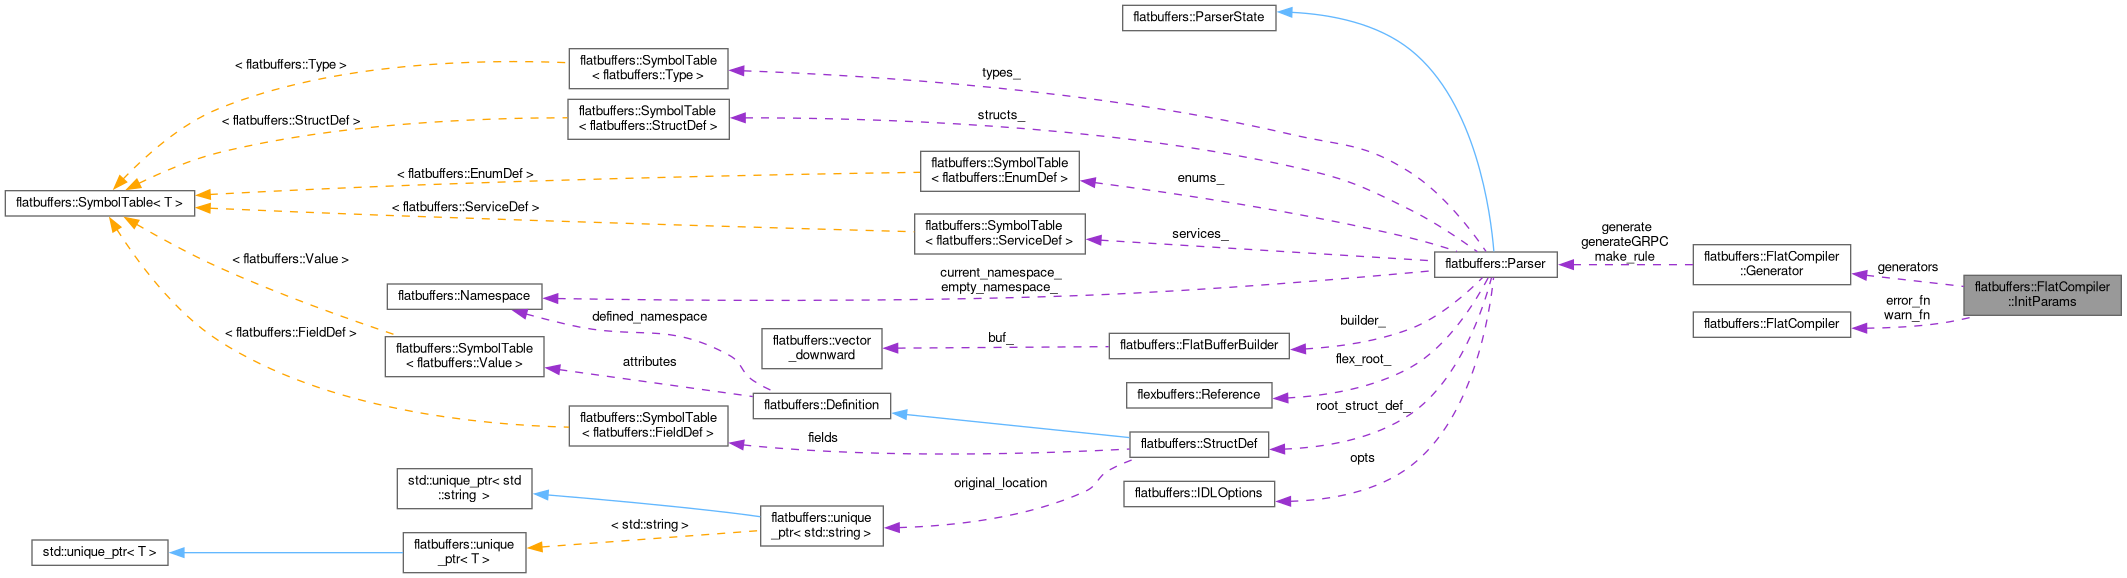 flatbuffers::ParserState
flatbuffers::SymbolTable
< flatbuffers::Type >
< flatbuffers::Type >
types_
flatbuffers::SymbolTable
< flatbuffers::StructDef >
< flatbuffers::StructDef >
structs_
flatbuffers::SymbolTable
< flatbuffers::EnumDef >
< flatbuffers::EnumDef >
enums_
flatbuffers::SymbolTable< T >
< flatbuffers::ServiceDef >
flatbuffers::SymbolTable
< flatbuffers::ServiceDef >
services_
generate
generateGRPC
make_rule
flatbuffers::Parser
flatbuffers::FlatCompiler
::Generator
generators
flatbuffers::FlatCompiler
::InitParams
< flatbuffers::Value >
current_namespace_
empty_namespace_
flatbuffers::Namespace
error_fn
warn_fn
flatbuffers::FlatCompiler
defined_namespace
builder_
< flatbuffers::FieldDef >
flatbuffers::vector
_downward
buf_
flatbuffers::FlatBufferBuilder
flatbuffers::SymbolTable
< flatbuffers::Value >
attributes
flex_root_
flexbuffers::Reference
flatbuffers::Definition
root_struct_def_
flatbuffers::SymbolTable
< flatbuffers::FieldDef >
fields
flatbuffers::StructDef
opts
std::unique_ptr< std
::string >
original_location
flatbuffers::IDLOptions
flatbuffers::unique
_ptr< std::string >
< std::string >
std::unique_ptr< T >
flatbuffers::unique
_ptr< T >